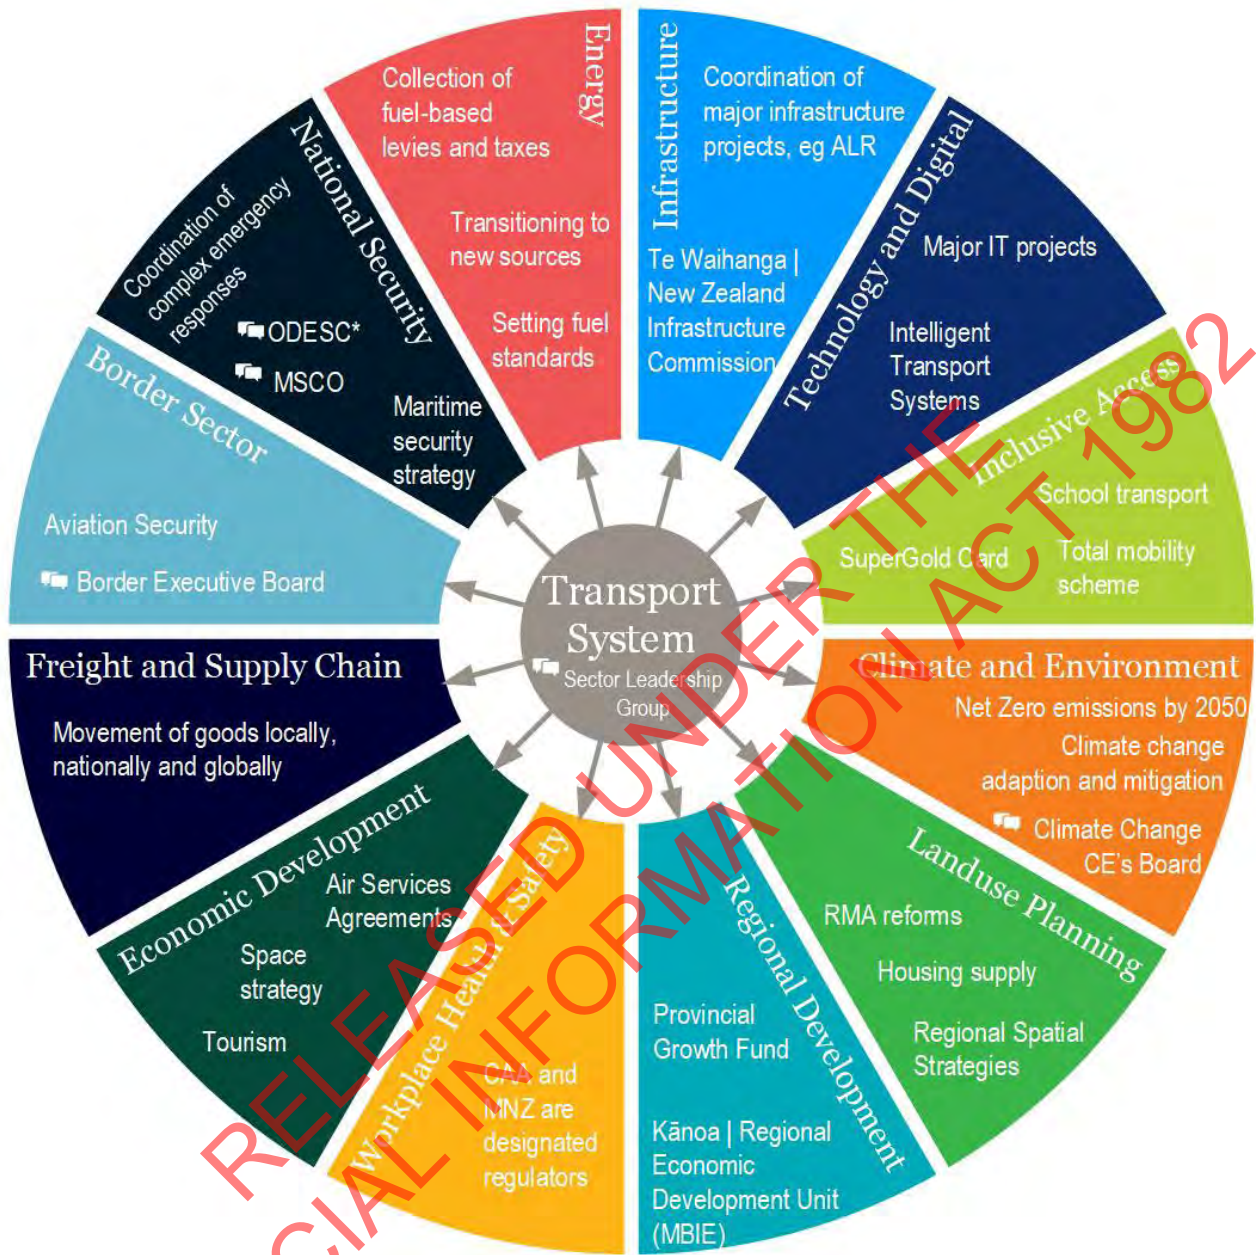 Energy
Collection of
fuel-based
levies and taxes
Transitioning to
new sources
Setting fuel
standards
Infrastructure
Coordination of
major infrastructure
projects, eg ALR
Te Waihanga |
New Zealand
Infrastructure
Commission
Technology and Digital
Major IT projects
Intelligent
Transport
Systems
Inclusive Access
School transport
SuperGold Card
Total mobility
scheme
Climate and Environment
Net Zero emissions by 2050
Climate change
adaption and mitigation
Climate Change
CE's Board
Landuse Planning
RMA reforms
Housing supply
Regional Spatial
Strategies
Regional Development
Provincial
Growth Fund
Kānoa | Regional
Economic
Development Unit
(MBIE)
Workplace Health & Safety
CAA and
MNZ are
designated
regulators
Economic Development
Air Services
Agreements
Space
strategy
Tourism
Freight and Supply Chain
Movement of goods locally,
nationally and globally
Border Sector
Aviation Security
Border Executive Board
National Security
Coordination of
complex emergency
responses
ODESC*
MSCO
Maritime
security
strategy
Transport
System
Sector Leadership
Group
RELEASED UNDER THE
CIAL INFORMATION ACT 1982